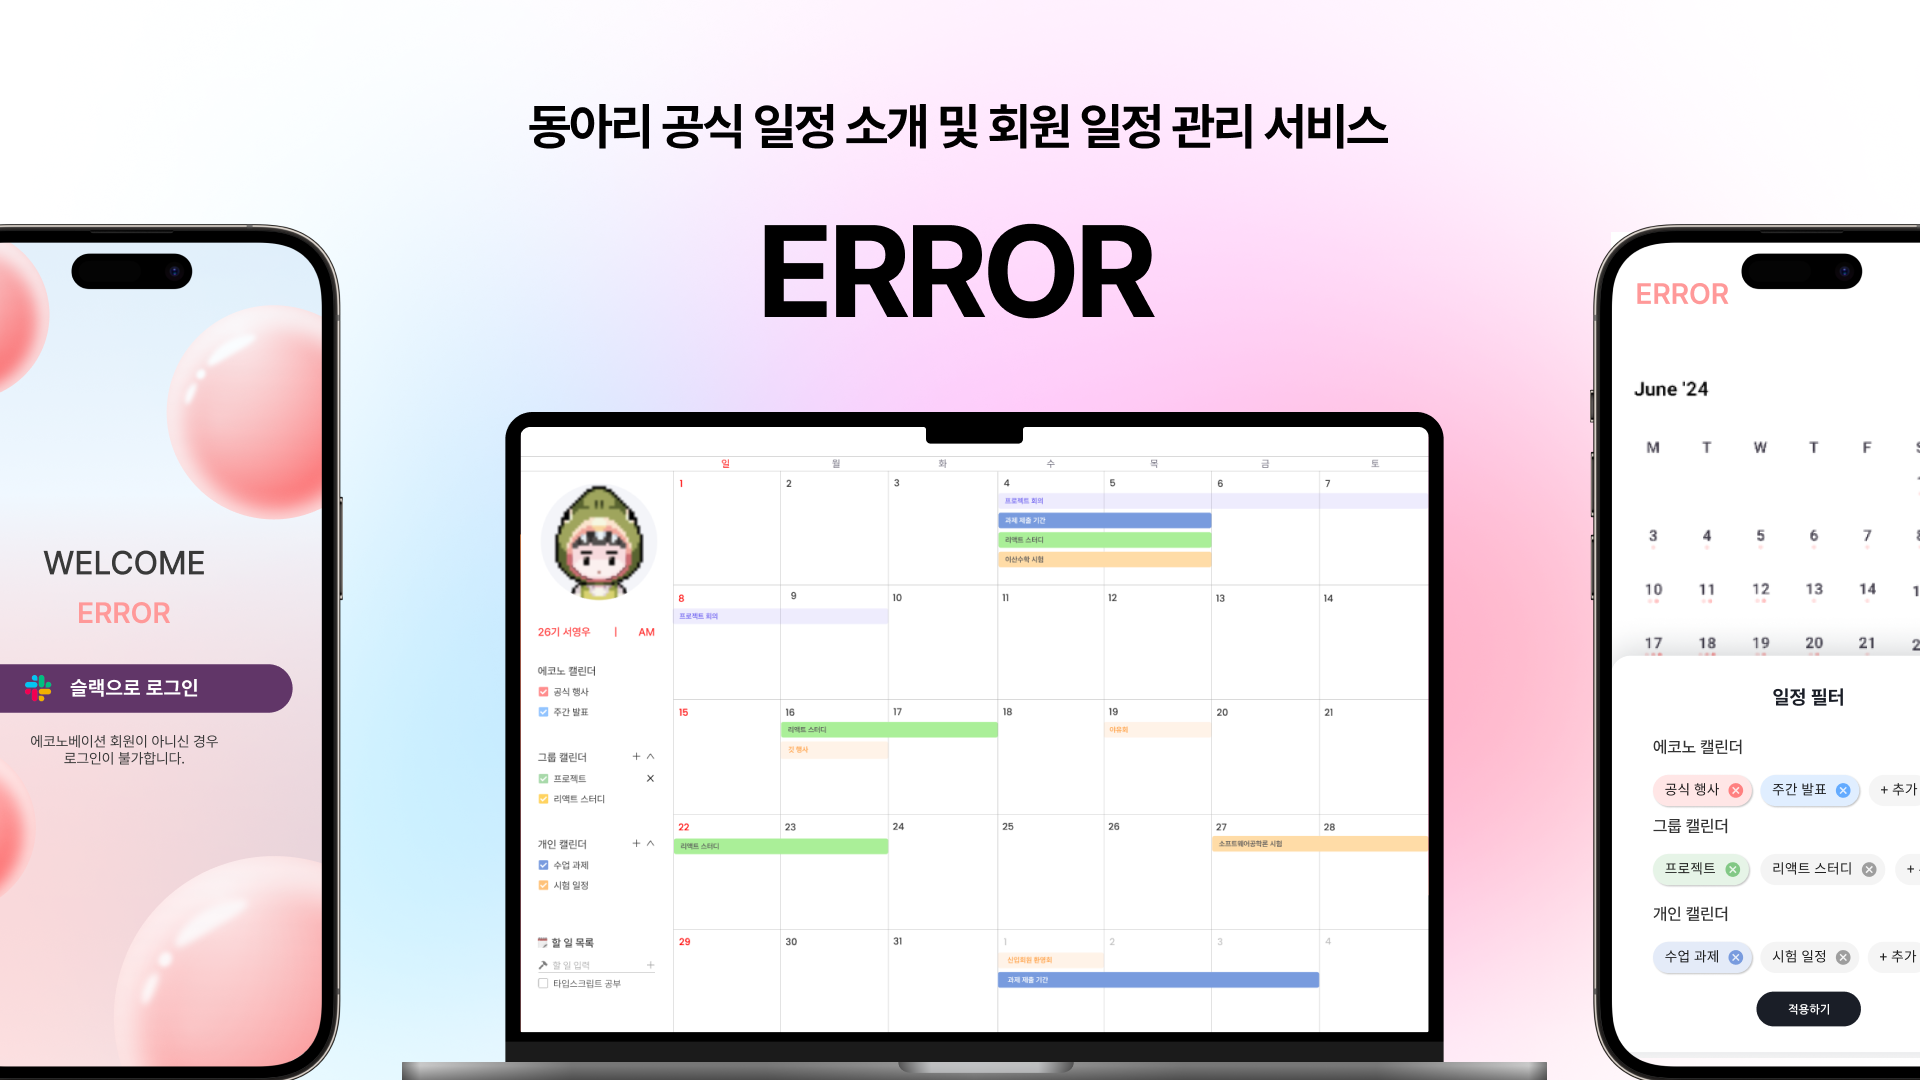 동아리 공식 일정 소개 및 회원 일정 관리 서비스
ERROR
WELCOME
ERROR
슬랙으로 로그인
에코노베이션 회원이 아니신 경우
로그인이 불가합니다.
일 월 화 수 목 금 토
26기 서영우 | AM
에코노 캘린더
공식 행사
주간 발표
그룹 캘린더 +
프로젝트
리액트 스터디
개인 캘린더 +
수업 과제
시험 일정
할 일 목록
할 일 입력 +
타입스크립트 공부
1 2 3 4 5 6 7
프로젝트 회의
과제 제출 기간
리액트 스터디
이산수학 시험
8 9 10 11 12 13 14
프로젝트 회의
15 16 17 18 19 20 21
리액트 스터디 야유회
갓 행사
22 23 24 25 26 27 28
리액트 스터디 소프트웨어공학론 시험
29 30 31 1 2 3 4
신입회원 환영회
과제 제출 기간
ERROR
June '24
M T W T F
3 4 5 6 7
10 11 12 13 14
17 18 19 20 21
일정 필터
에코노 캘린더
공식 행사 주간 발표 + 추가
그룹 캘린더
프로젝트 리액트 스터디 +
개인 캘린더
수업 과제 시험 일정 + 추가
적용하기